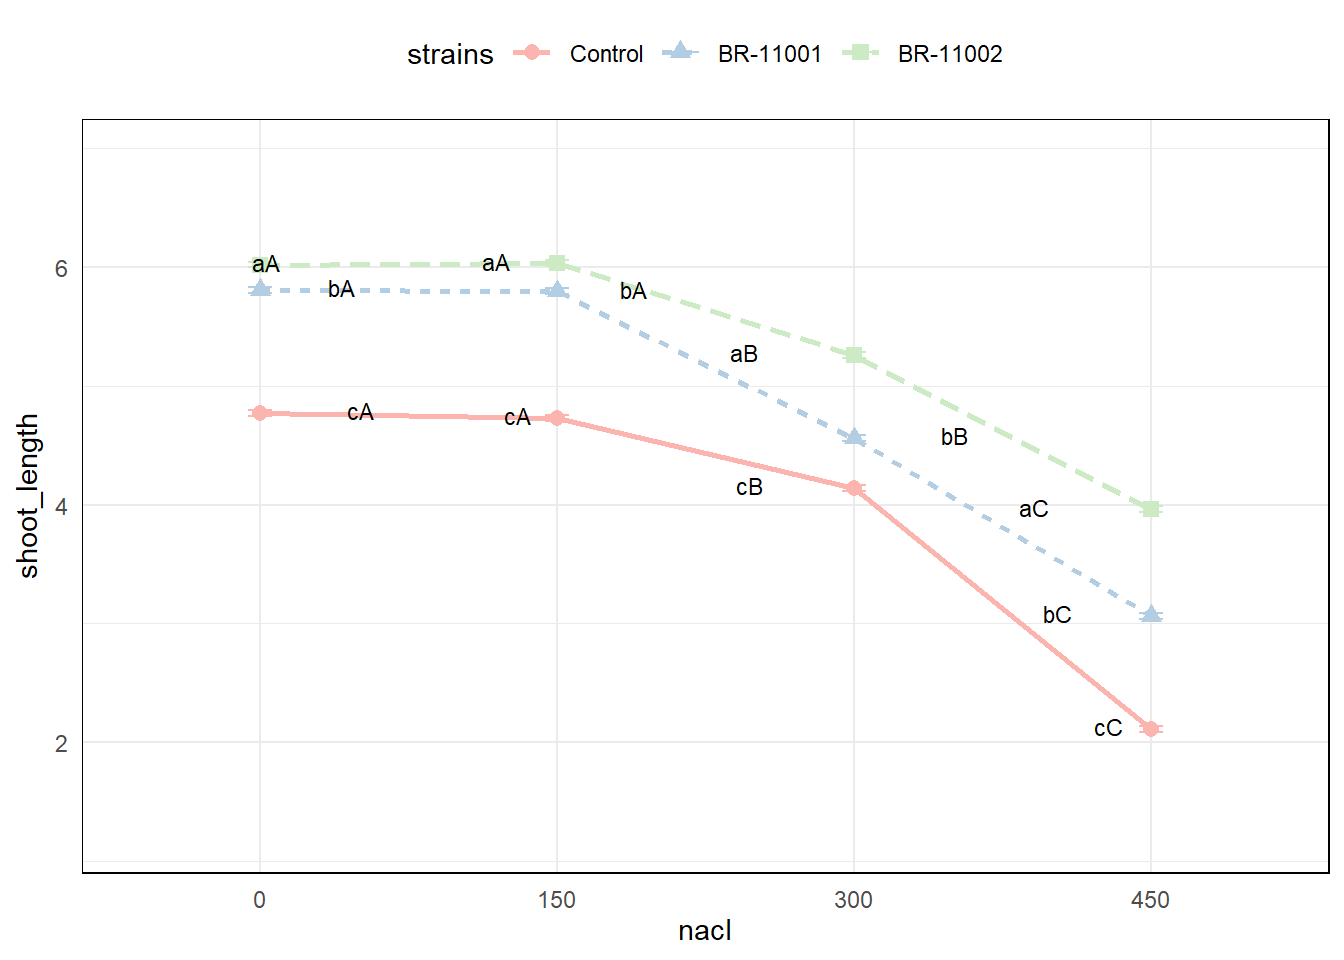 strains Control BR-11001 BR-11002
6
4
2
shoot_length
aA aA
bA bA
aB
cA cA
bB
cB
aC
bC
cC
0 150 300 450
nacl